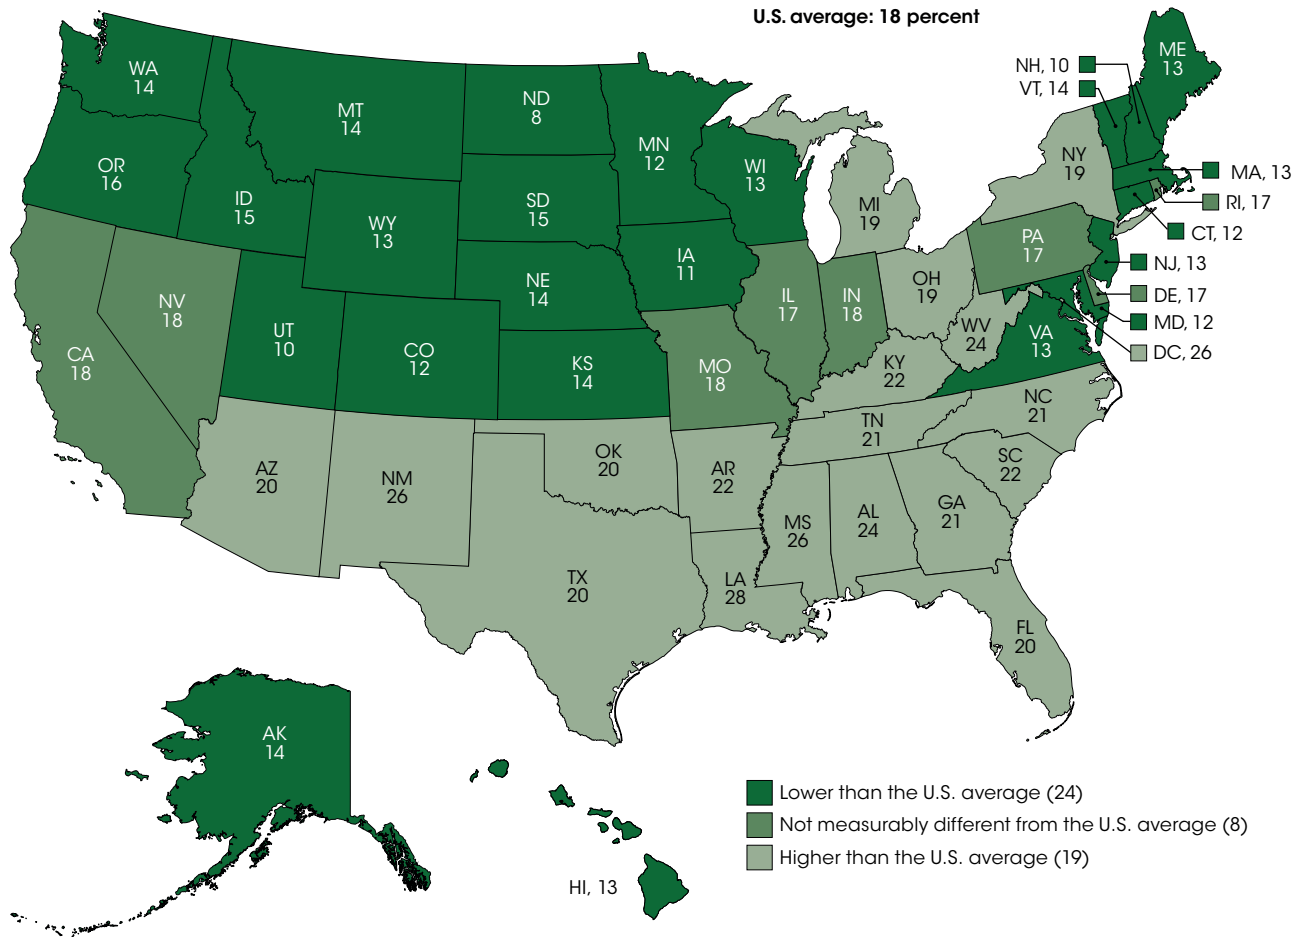 U.S. average: 18 percent
WA
14
MT
14
ND
8
MN
12
WI
13
MI
19
NY
19
NH, 10
VT, 14
ME
13
MA, 13
RI, 17
CT, 12
NJ, 13
DE, 17
MD, 12
DC, 26
OR
16
ID
15
WY
13
SD
15
IA
11
NE
14
IL
17
IN
18
OH
19
PA
17
WV
24
VA
13
NV
18
CA
18
UT
10
CO
12
KS
14
MO
18
KY
22
NC
21
TN
21
SC
22
AZ
20
NM
26
OK
20
AR
22
MS
26
AL
24
GA
21
TX
20
LA
28
FL
20
AK
14
HI, 13
Lower than the U.S. average (24)
Not measurably different from the U.S. average (8)
Higher than the U.S. average (19)